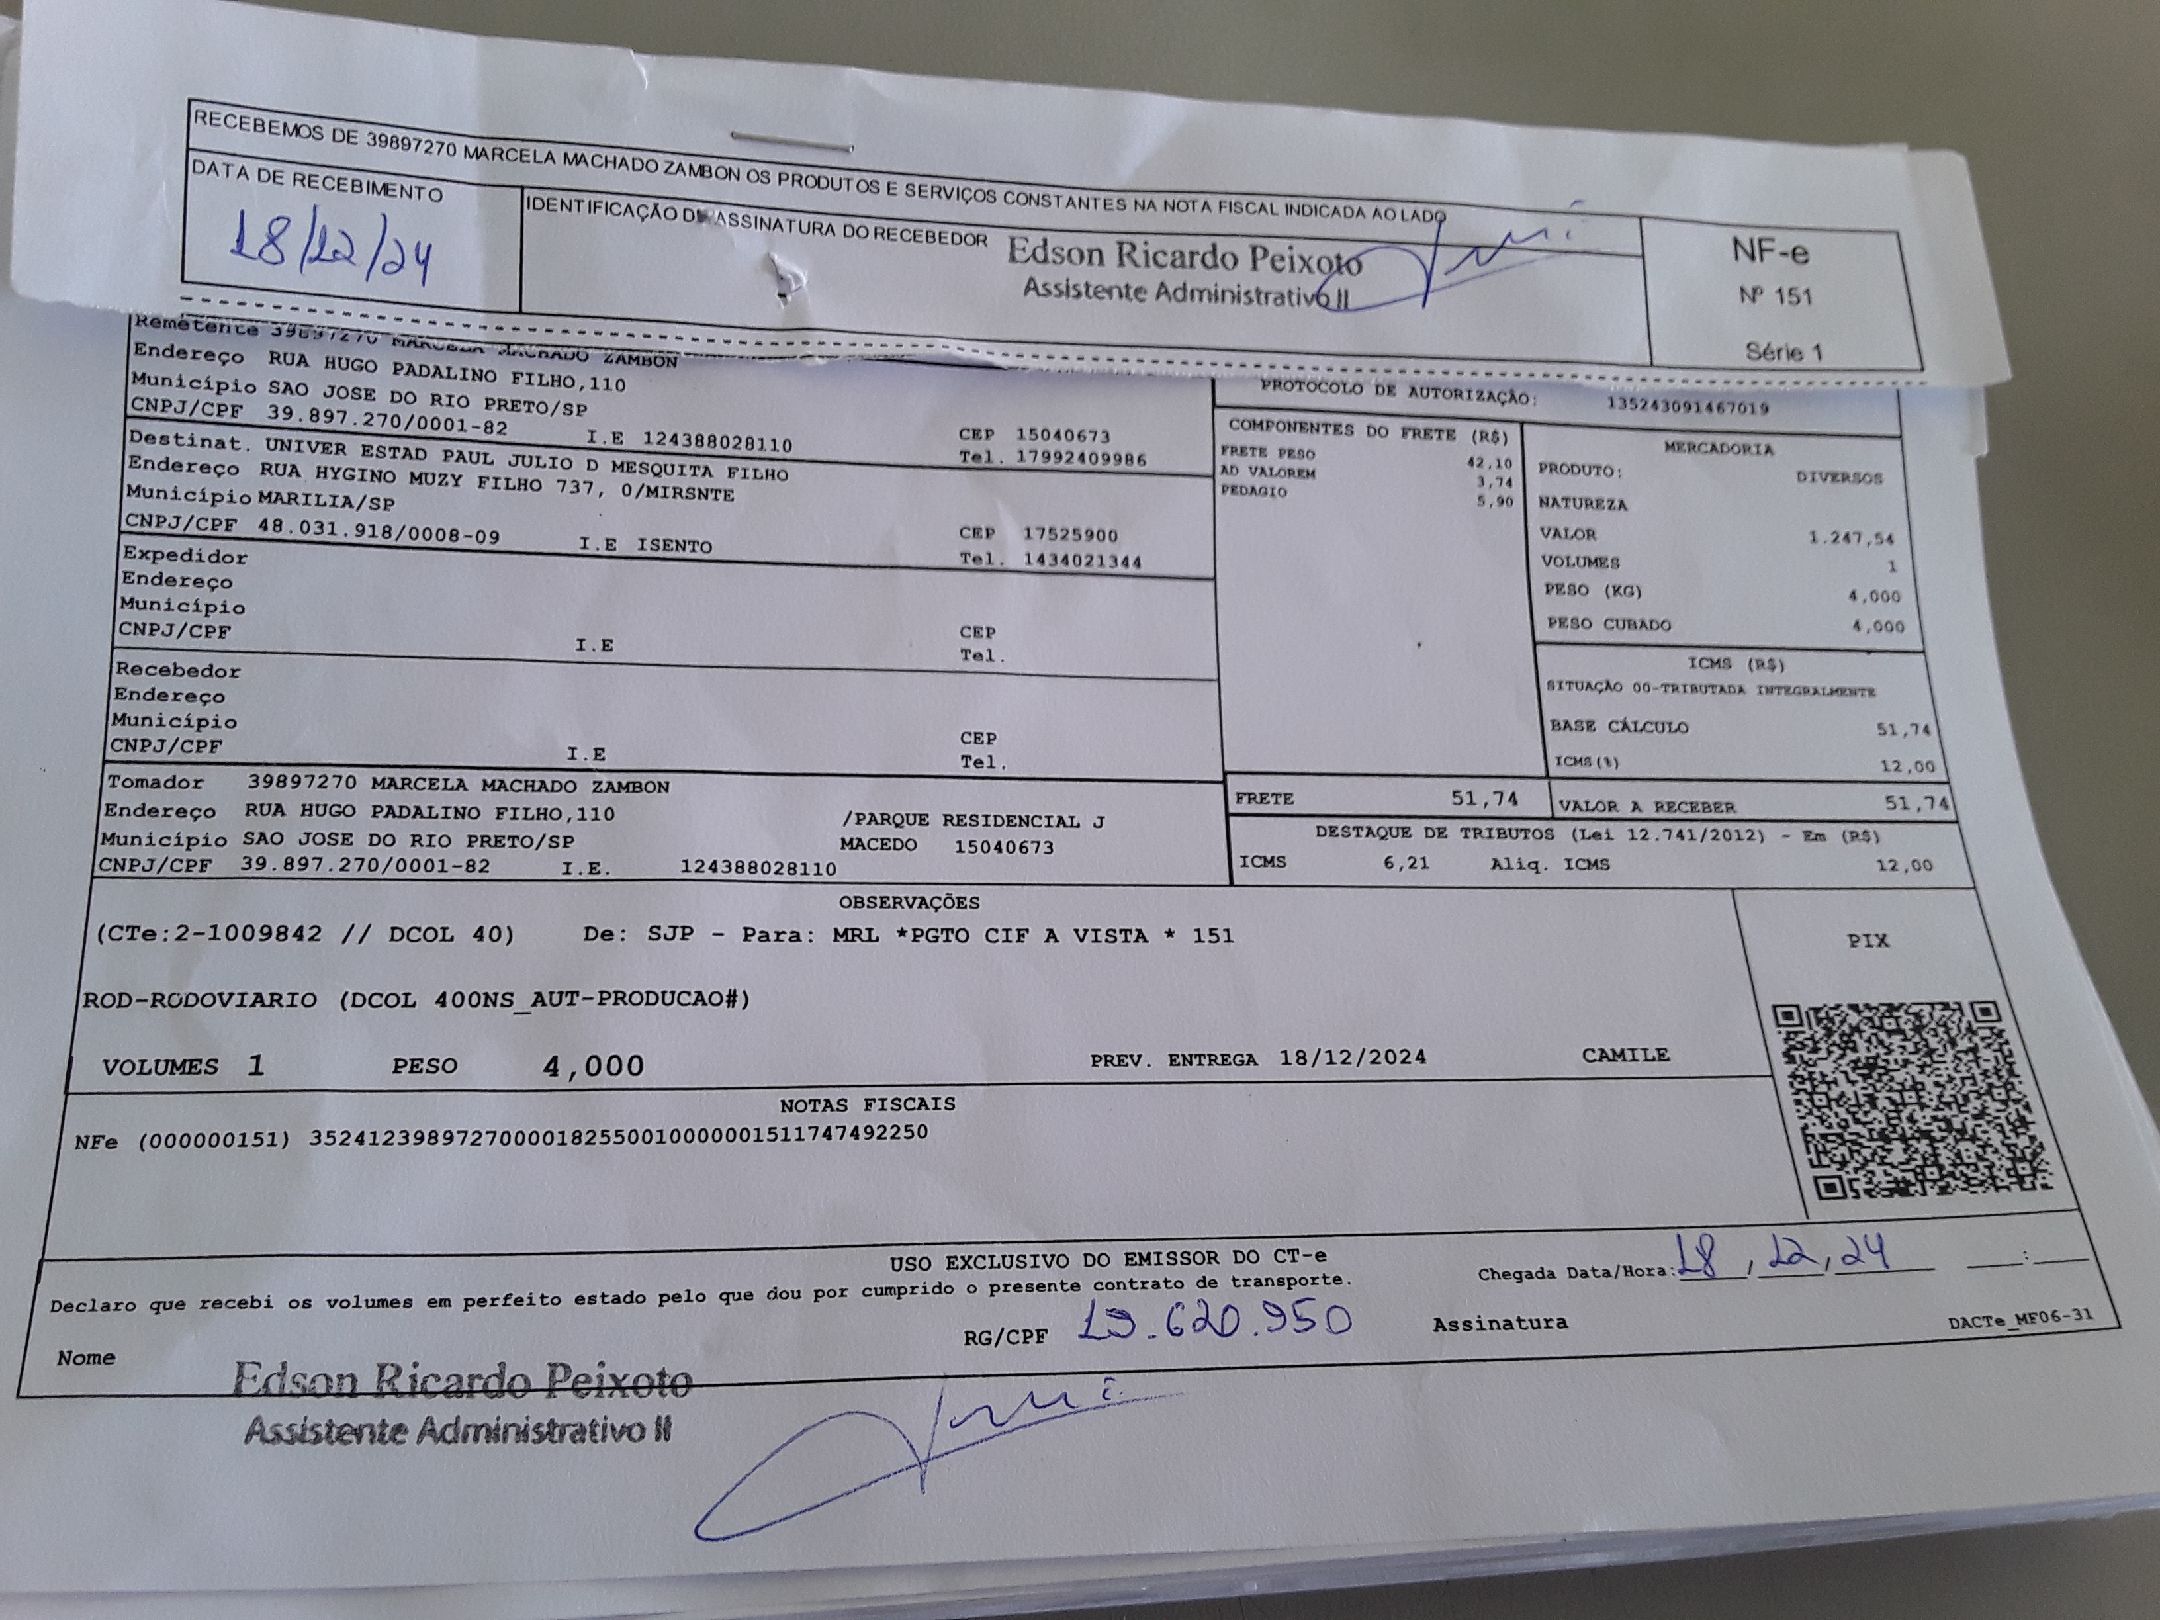 RECEBEMOS DE 39897270 MARCELA MACHADO ZAMBON OS PRODUTOS E SERVIÇOS CONSTANTES NA NOTA FISCAL INDICADA AO LADO
DATA DE RECEBIMENTO
18/12/24
IDENTIFICAÇÃO DE ASSINATURA DO RECEBEDOR
Edson Ricardo Peixoto
Assistente Administrativo II
NF-e
Nº 151
Série 1
Remetente 39897270 MARCELA MACHADO ZAMBON
Endereço RUA HUGO PADALINO FILHO,110
Município SAO JOSE DO RIO PRETO/SP
CNPJ/CPF 39.897.270/0001-82 I.E 124388028110
CEP 15040673
Tel. 17992409986
Destinat. UNIVER ESTAD PAUL JULIO D MESQUITA FILHO
Endereço RUA HYGINO MUZY FILHO 737, 0/MIRSNTE
Município MARILIA/SP
CNPJ/CPF 48.031.918/0008-09 I.E ISENTO
CEP 17525900
Tel. 1434021344
Expedidor
Endereço
Município
CNPJ/CPF I.E
CEP
Tel.
Recebedor
Endereço
Município
CNPJ/CPF I.E
CEP
Tel.
Tomador 39897270 MARCELA MACHADO ZAMBON
Endereço RUA HUGO PADALINO FILHO,110 /PARQUE RESIDENCIAL J
Município SAO JOSE DO RIO PRETO/SP MACEDO 15040673
CNPJ/CPF 39.897.270/0001-82 I.E. 124388028110
PROTOCOLO DE AUTORIZAÇÃO: 135243091467019
COMPONENTES DO FRETE (R$)
FRETE PESO 42,10
AD VALOREM 3,74
PEDAGIO 5,90
MERCADORIA
PRODUTO: DIVERSOS
NATUREZA
VALOR 1.247,54
VOLUMES 1
PESO (KG) 4,000
PESO CUBADO 4,000
ICMS (R$)
SITUAÇÃO 00-TRIBUTADA INTEGRALMENTE
BASE CÁLCULO 51,74
ICMS(%) 12,00
FRETE 51,74 VALOR A RECEBER 51,74
DESTAQUE DE TRIBUTOS (Lei 12.741/2012) - Em (R$)
ICMS 6,21 Aliq. ICMS 12,00
OBSERVAÇÕES
(CTe:2-1009842 // DCOL 40) De: SJP - Para: MRL *PGTO CIF A VISTA * 151
ROD-RODOVIARIO (DCOL 400NS_AUT-PRODUCAO#)
VOLUMES 1 PESO 4,000 PREV. ENTREGA 18/12/2024 CAMILE
PIX
NOTAS FISCAIS
NFe (000000151) 35241239897270000182550010000001511747492250
USO EXCLUSIVO DO EMISSOR DO CT-e
Declaro que recebi os volumes em perfeito estado pelo que dou por cumprido o presente contrato de transporte.
Chegada Data/Hora: 18, 12, 24 __:__
Nome
RG/CPF 19.620.950
Assinatura
DACTe_MF06-31
Edson Ricardo Peixoto
Assistente Administrativo II